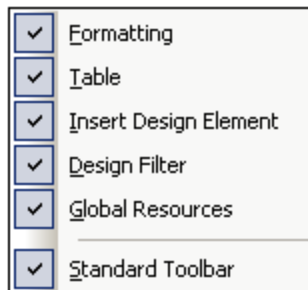 Formatting
Table
Insert Design Element
Design Filter
Global Resources
Standard Toolbar